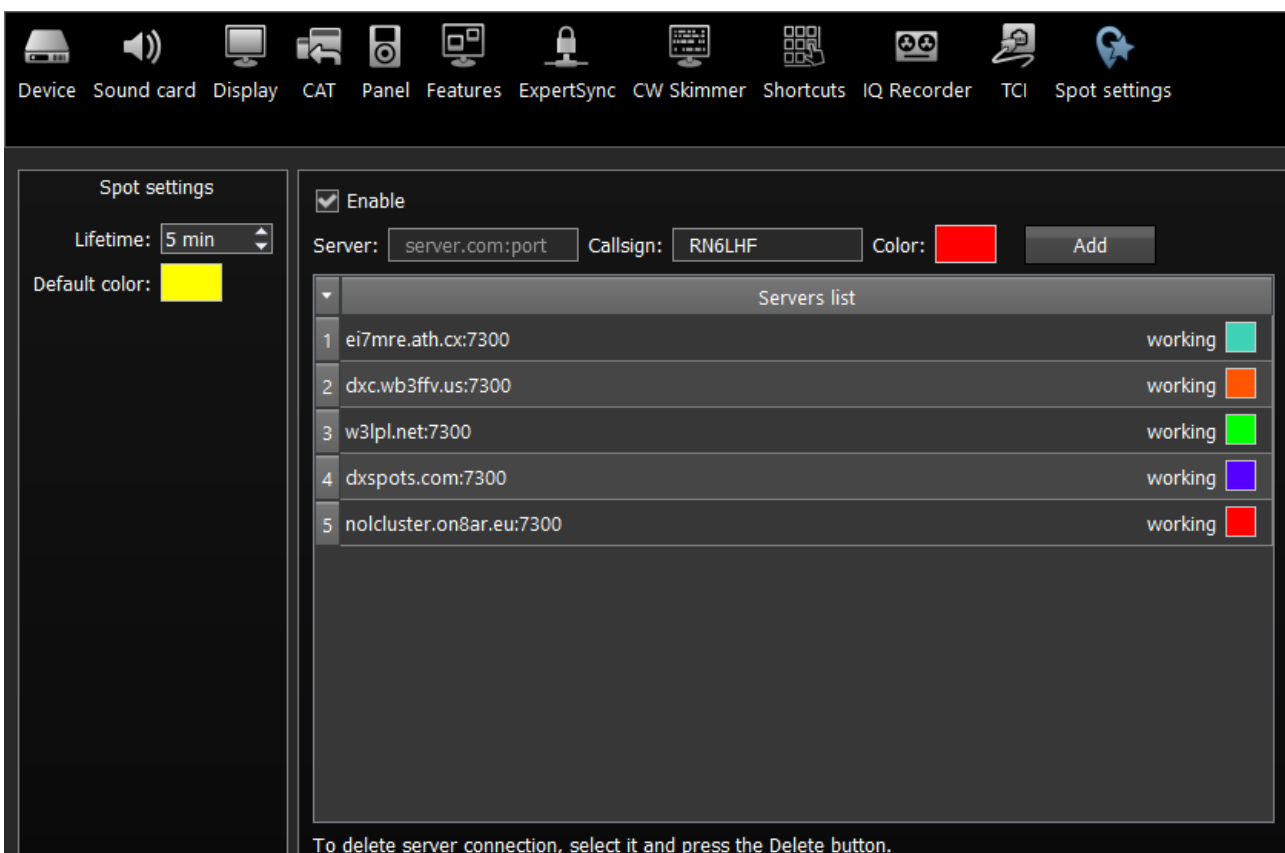 Device Sound card Display CAT Panel Features ExpertSync CW Skimmer Shortcuts IQ Recorder TCI Spot settings
Spot settings
Lifetime: 5 min
Default color:
Enable
Server: server.com:port Callsign: RN6LHF Color: Add
Servers list
1 ei7mre.ath.cx:7300 working
2 dxc.wb3ffv.us:7300 working
3 w3lpl.net:7300 working
4 dxspots.com:7300 working
5 nolcluster.on8ar.eu:7300 working
To delete server connection, select it and press the Delete button.